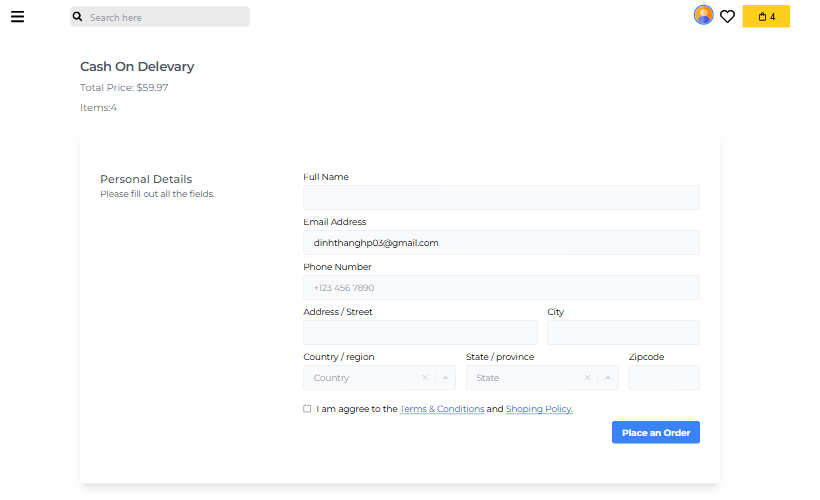 Search here
4
Cash On Delevary
Total Price: $59.97
Items:4
Personal Details
Please fill out all the fields.
Full Name
Email Address
dinhthanghp03@gmail.com
Phone Number
+123 456 7890
Address / Street
City
Country / region
State / province
Zipcode
Country
State
I am aggree to the Terms & Conditions and Shoping Policy.
Place an Order